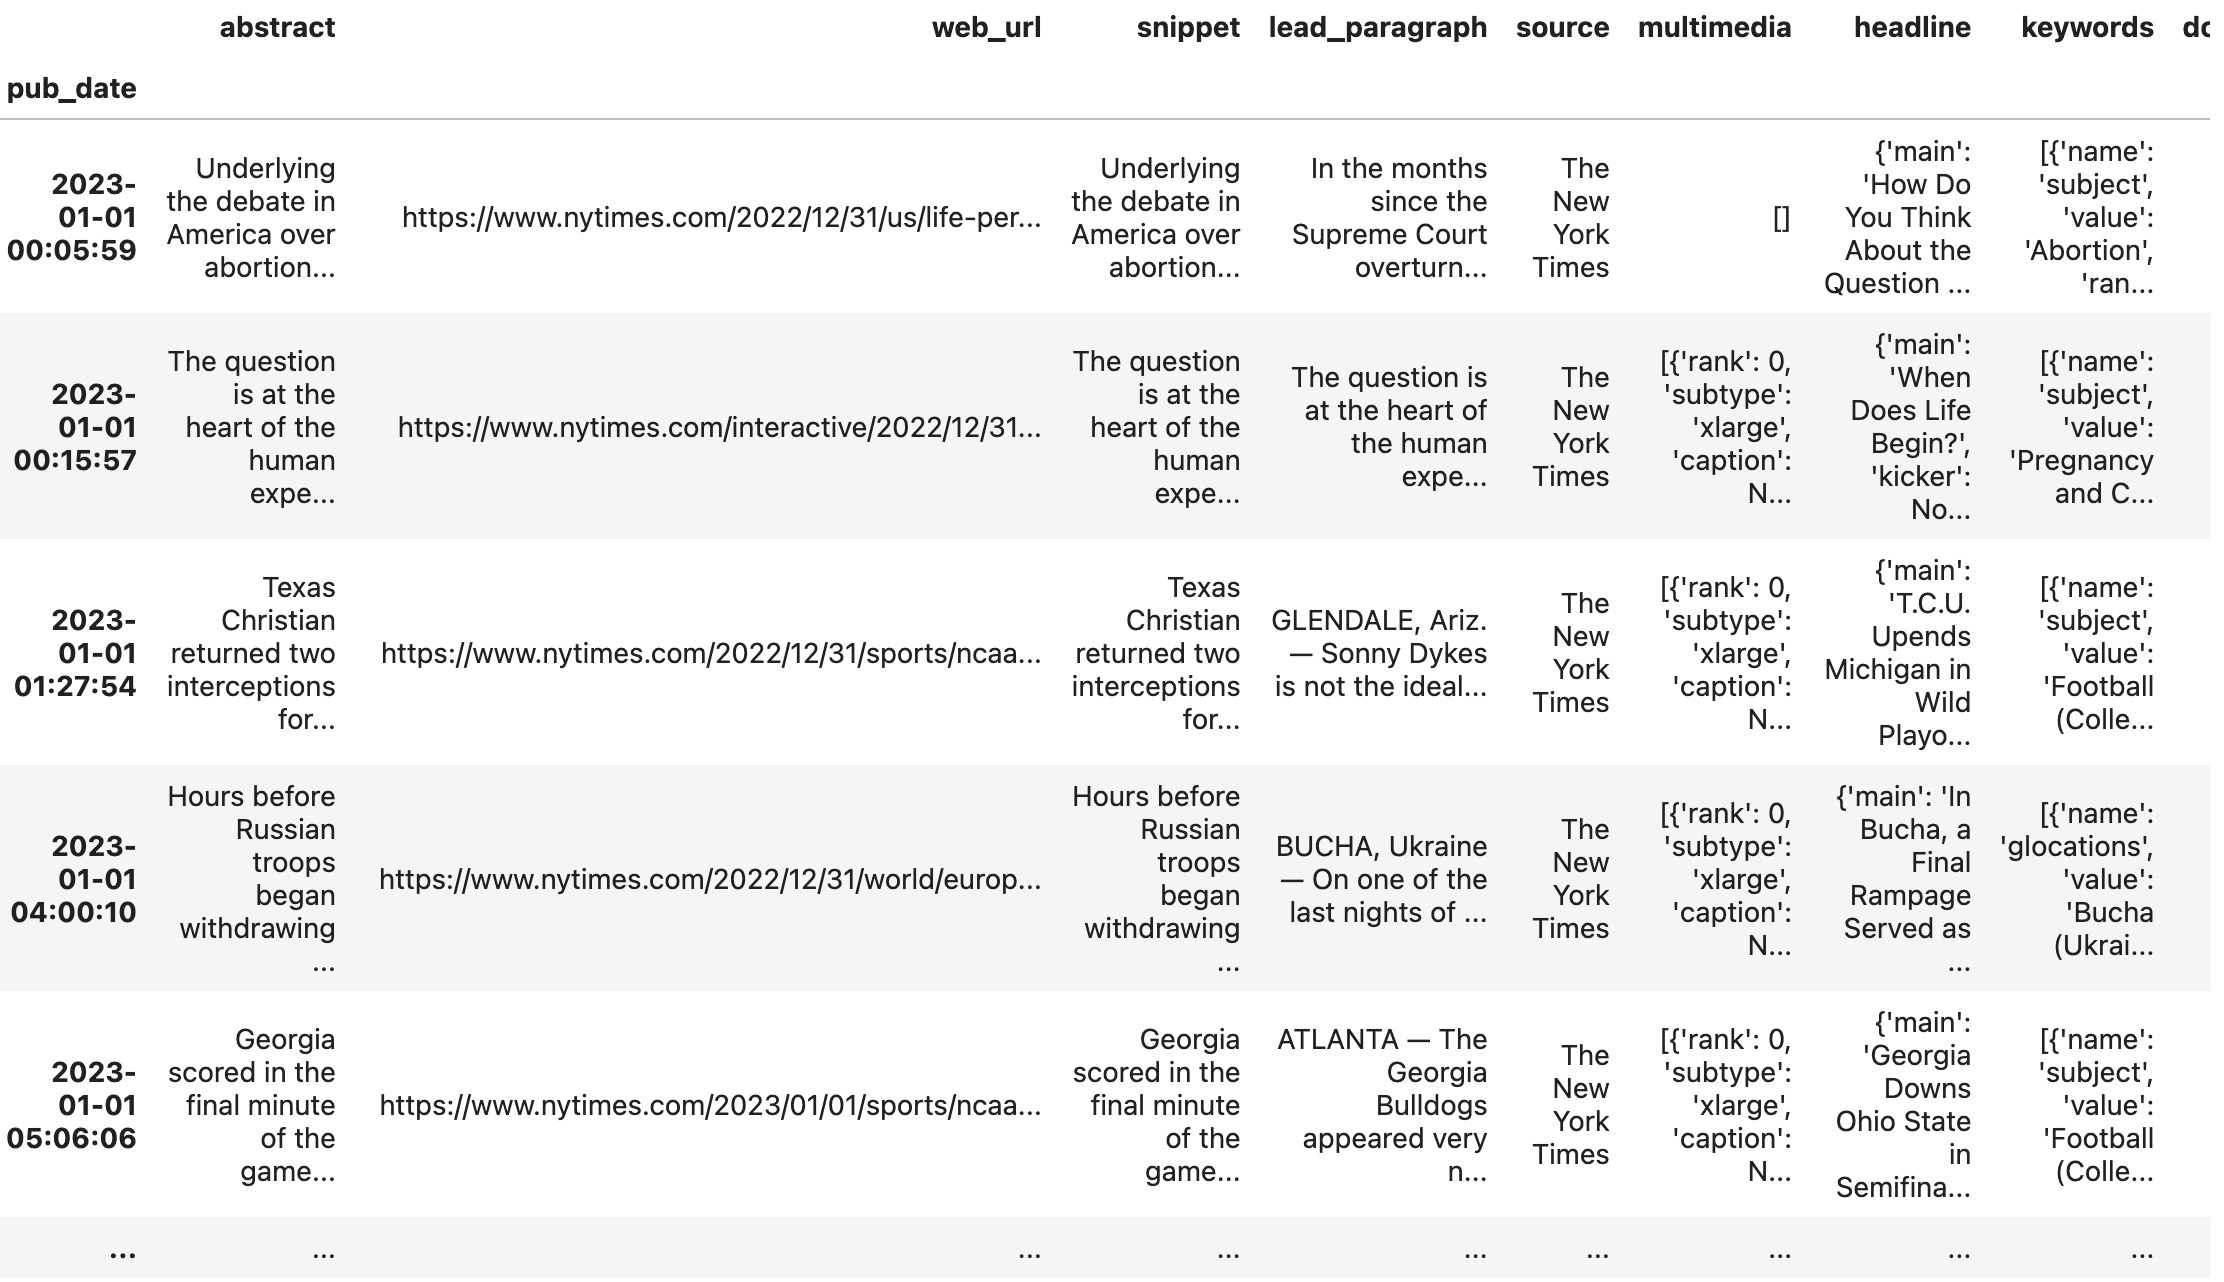 abstract web_url snippet lead_paragraph source multimedia headline keywords
pub_date
2023-
01-01
00:05:59
Underlying
the debate in
America over
abortion...
https://www.nytimes.com/2022/12/31/us/life-per...
Underlying
the debate in
America over
abortion...
In the months
since the
Supreme Court
overturn...
The
New
York
Times
[]
{'main':
'How Do
You Think
About the
Question ...
[{'name':
'subject',
'value':
'Abortion',
'ran...
2023-
01-01
00:15:57
The question
is at the
heart of the
human
expe...
https://www.nytimes.com/interactive/2022/12/31...
The question
is at the
heart of the
human
expe...
The question is
at the heart of
the human
expe...
The
New
York
Times
[{'rank': 0,
'subtype':
'xlarge',
'caption':
N...
{'main':
'When
Does Life
Begin?',
'kicker':
No...
[{'name':
'subject',
'value':
'Pregnancy
and C...
2023-
01-01
01:27:54
Texas
Christian
returned two
interceptions
for...
https://www.nytimes.com/2022/12/31/sports/ncaa...
Texas
Christian
returned two
interceptions
for...
GLENDALE, Ariz.
— Sonny Dykes
is not the ideal...
The
New
York
Times
[{'rank': 0,
'subtype':
'xlarge',
'caption':
N...
{'main':
'T.C.U.
Upends
Michigan in
Wild
Playo...
[{'name':
'subject',
'value':
'Football
(Colle...
2023-
01-01
04:00:10
Hours before
Russian
troops
began
withdrawing
...
https://www.nytimes.com/2022/12/31/world/europ...
Hours before
Russian
troops
began
withdrawing
...
BUCHA, Ukraine
— On one of the
last nights of ...
The
New
York
Times
[{'rank': 0,
'subtype':
'xlarge',
'caption':
N...
{'main': 'In
Bucha, a
Final
Rampage
Served as
...
[{'name':
'glocations',
'value':
'Bucha
(Ukrai...
2023-
01-01
05:06:06
Georgia
scored in the
final minute
of the
game...
https://www.nytimes.com/2023/01/01/sports/ncaa...
Georgia
scored in the
final minute
of the
game...
ATLANTA — The
Georgia
Bulldogs
appeared very
n...
The
New
York
Times
[{'rank': 0,
'subtype':
'xlarge',
'caption':
N...
{'main':
'Georgia
Downs
Ohio State
in
Semifina...
[{'name':
'subject',
'value':
'Football
(Colle...
... ... ... ... ... ... ... ... ...